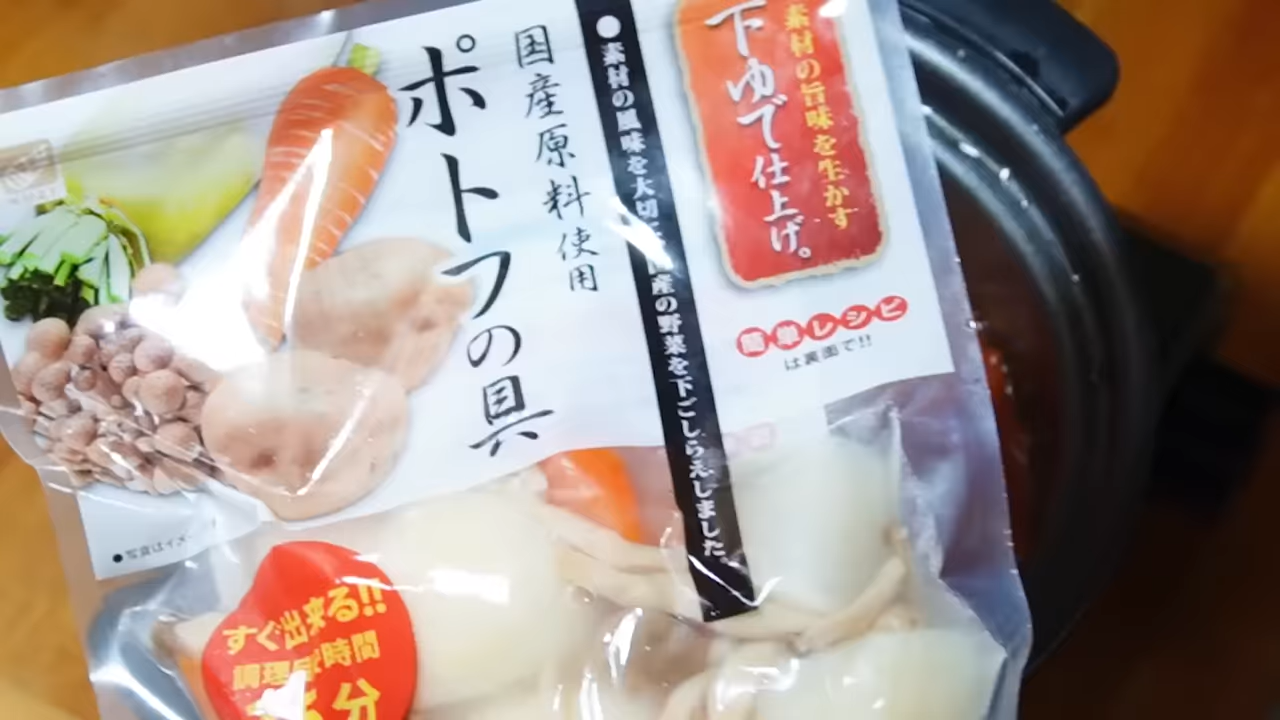 素材の旨味を生かす
下ゆで仕上げ。
●素材の風味を大切に国産の野菜を下ごしらえしました。
国産原料使用
ポトフの具
簡単レシピ
は裏面で!!
●写真はイメ
すぐ出来る!!
調理 時間
分